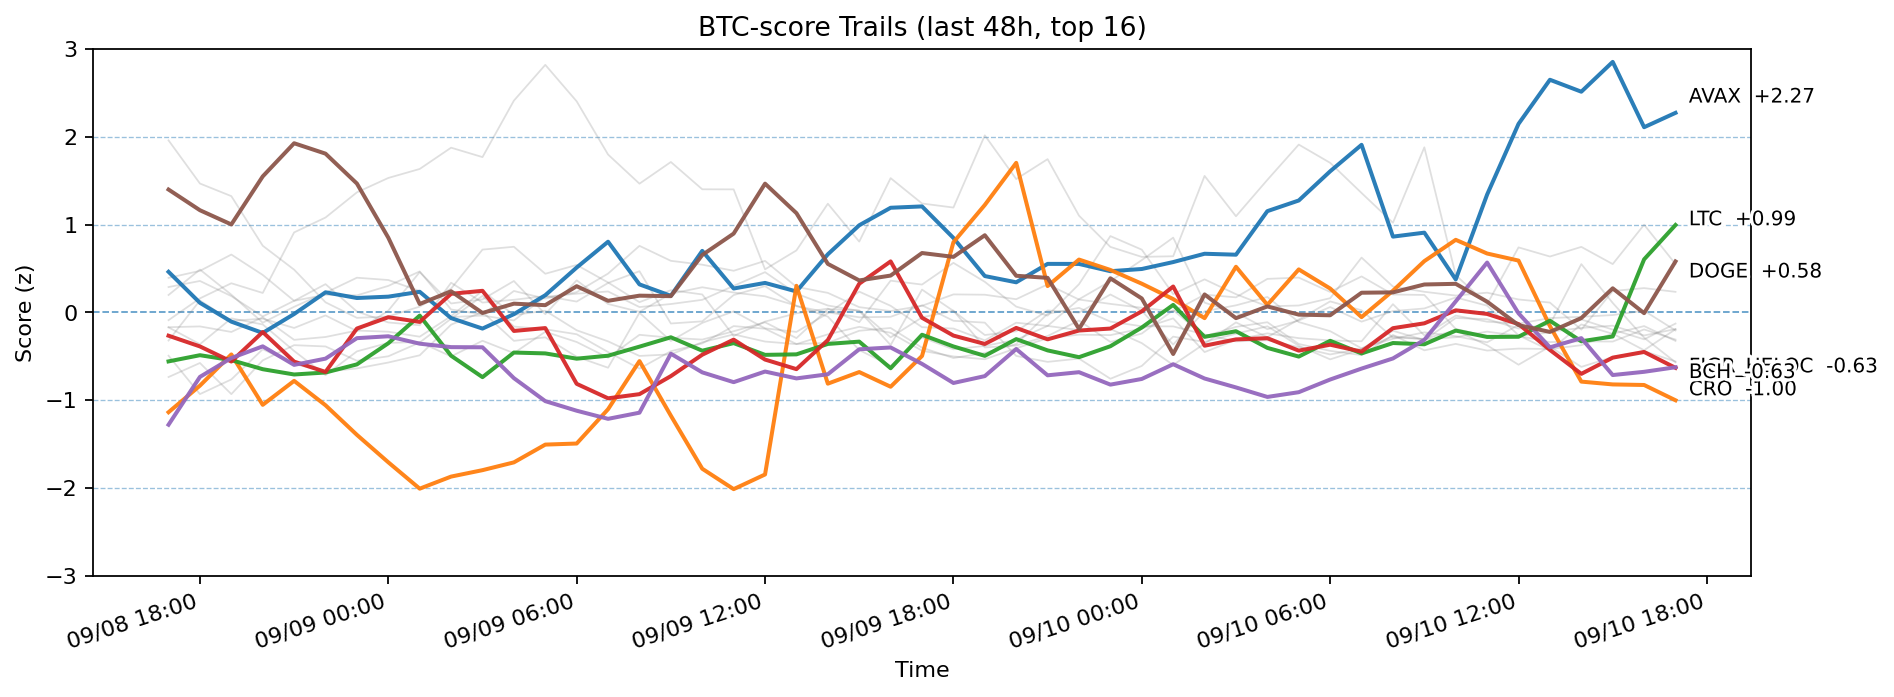 BTC-score Trails (last 48h, top 16)
Score (z)
3
2
1
0
−1
−2
−3
AVAX +2.27
LTC +0.99
DOGE +0.58
-0.63
BCH -0.63
CRO -1.00
09/08 18:00
09/09 00:00
09/09 06:00
09/09 12:00
09/09 18:00
09/10 00:00
09/10 06:00
09/10 12:00
09/10 18:00
Time